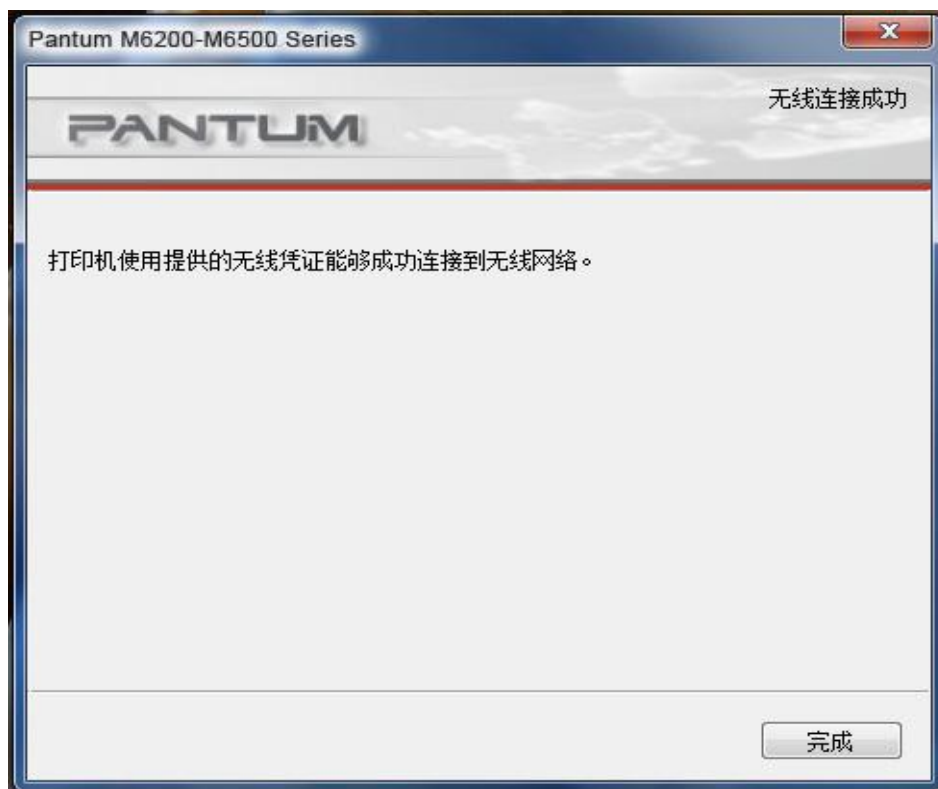 Pantum M6200-M6500 Series
无线连接成功
PANTUM
打印机使用提供的无线凭证能够成功连接到无线网络。
完成